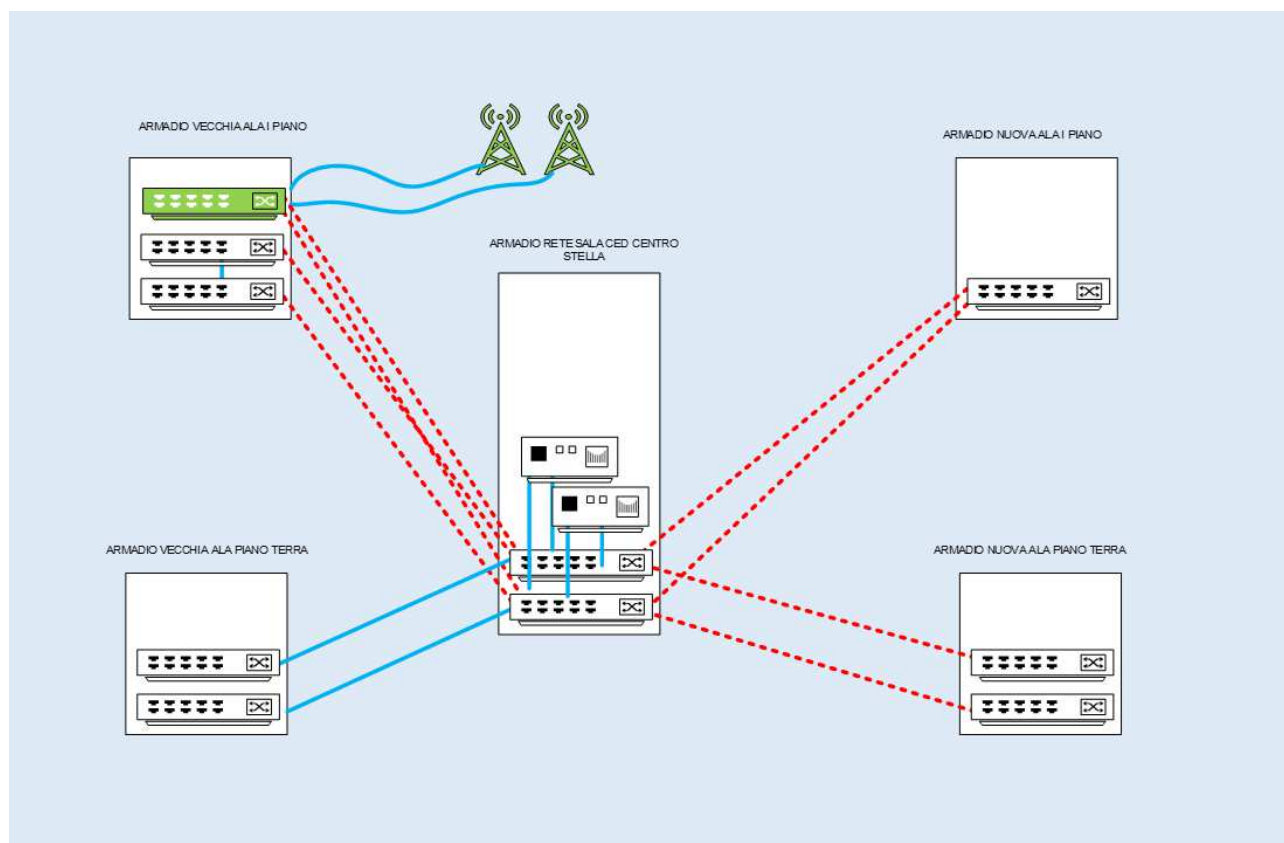 ARMADIO VECCHIA ALA I PIANO
ARMADIO NUOVA ALA I PIANO
ARMADIO RETE SALA CED CENTRO
STELLA
ARMADIO VECCHIA ALA PIANO TERRA
ARMADIO NUOVA ALA PIANO TERRA